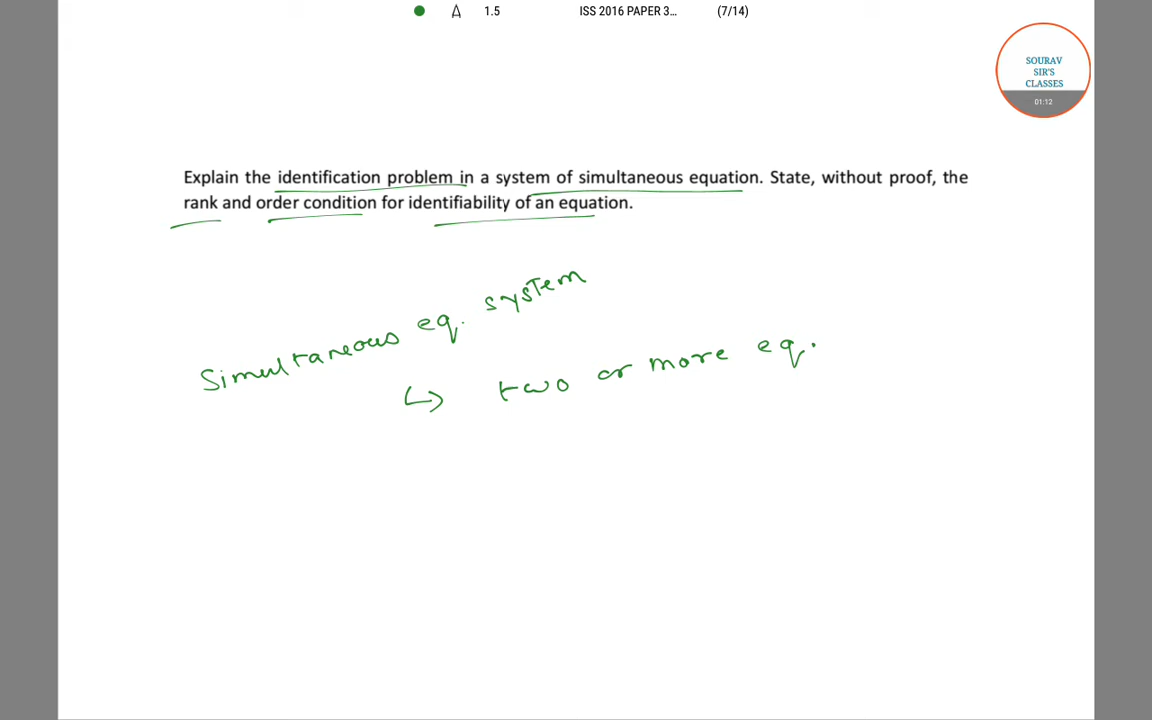 1.5 ISS 2016 PAPER 3... (7/14)
SOURAV
SIR'S
CLASSES
01:12
Explain the identification problem in a system of simultaneous equation. State, without proof, the
rank and order condition for identifiability of an equation.
Simultaneous eq. system
↳ two or more eq.